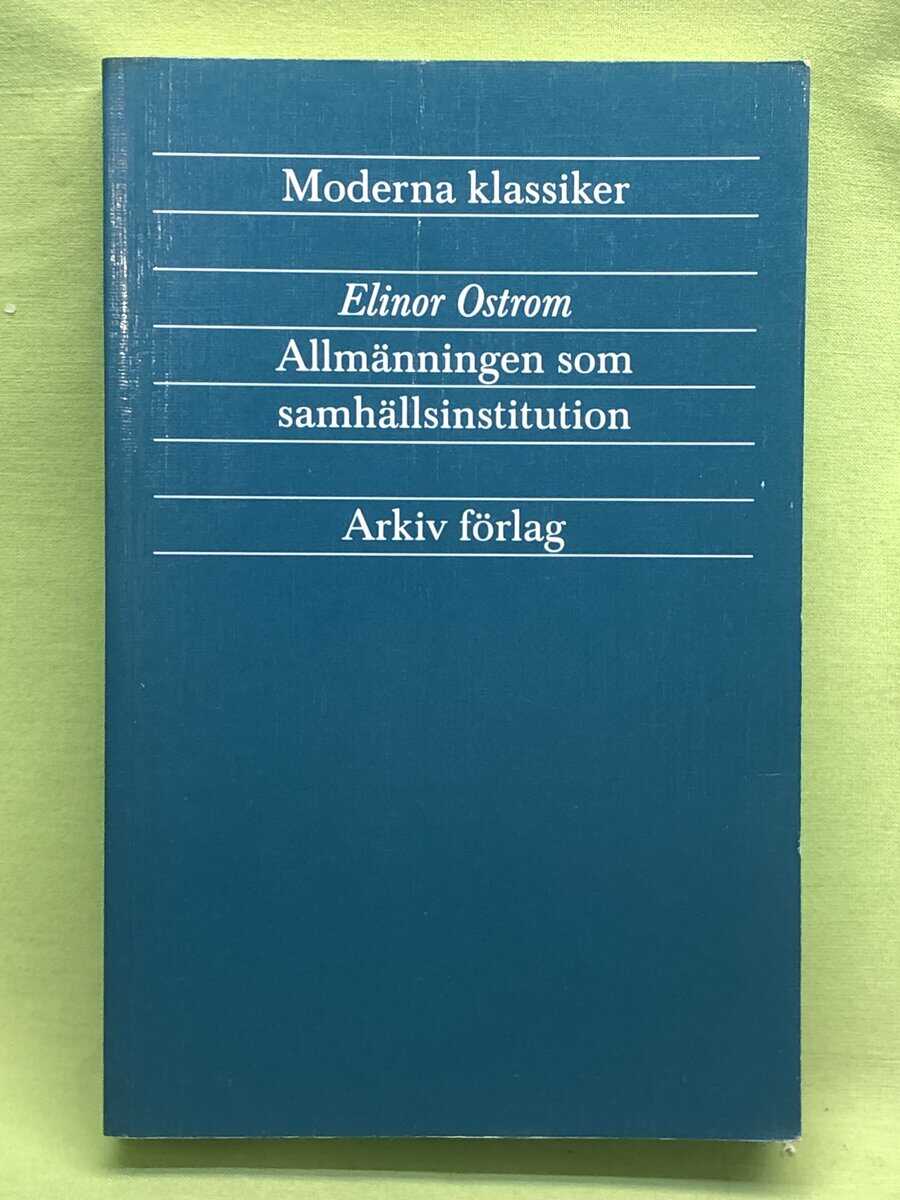 Moderna klassiker
Elinor Ostrom
Allmänningen som
samhällsinstitution
Arkiv förlag